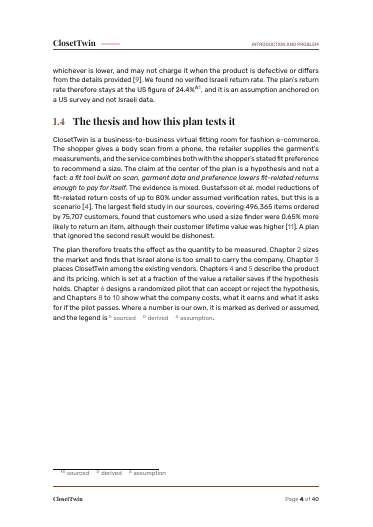 ClosetTwin
INTRODUCTION AND PROBLEM
whichever is lower, and may not charge it when the product is defective or differs
from the details provided [9]. We found no verified Israeli return rate. The plan's return
rate therefore stays at the US figure of 24.4%, and it is an assumption anchored on
a US survey and not Israeli data.
1.4 The thesis and how this plan tests it
ClosetTwin is a business-to-business virtual fitting room for fashion e-commerce.
The shopper gives a body scan from a phone, the retailer supplies the garment's
measurements, and the service combines both with the shopper's stated fit preference
to recommend a size. The claim at the center of the plan is a hypothesis and not a
fact: a fit tool built on scan, garment data and preference lowers fit-related returns
enough to pay for itself. The evidence is mixed. Gustafsson et al. model reductions of
fit-related return costs of up to 80% under assumed verification rates, but this is a
scenario [4]. The largest field study in our sources, covering 496,365 items ordered
by 75,707 customers, found that customers who used a size finder were 0.65% more
likely to return an item, although their customer lifetime value was higher [11]. A plan
that ignored the second result would be dishonest.
The plan therefore treats the effect as the quantity to be measured. Chapter 2 sizes
the market and finds that Israel alone is too small to carry the company. Chapter 3
places ClosetTwin among the existing vendors. Chapters 4 and 5 describe the product
and its pricing, which is set at a fraction of the value a retailer saves if the hypothesis
holds. Chapter 6 designs a randomized pilot that can accept or reject the hypothesis,
and Chapters 8 to 10 show what the company costs, what it earns and what it asks
for if the pilot passes. Where a number is our own, it is marked as derived or assumed,
and the legend is S sourced D derived A assumption.
sourced D derived A assumption
ClosetTwin
Page 4 of 40